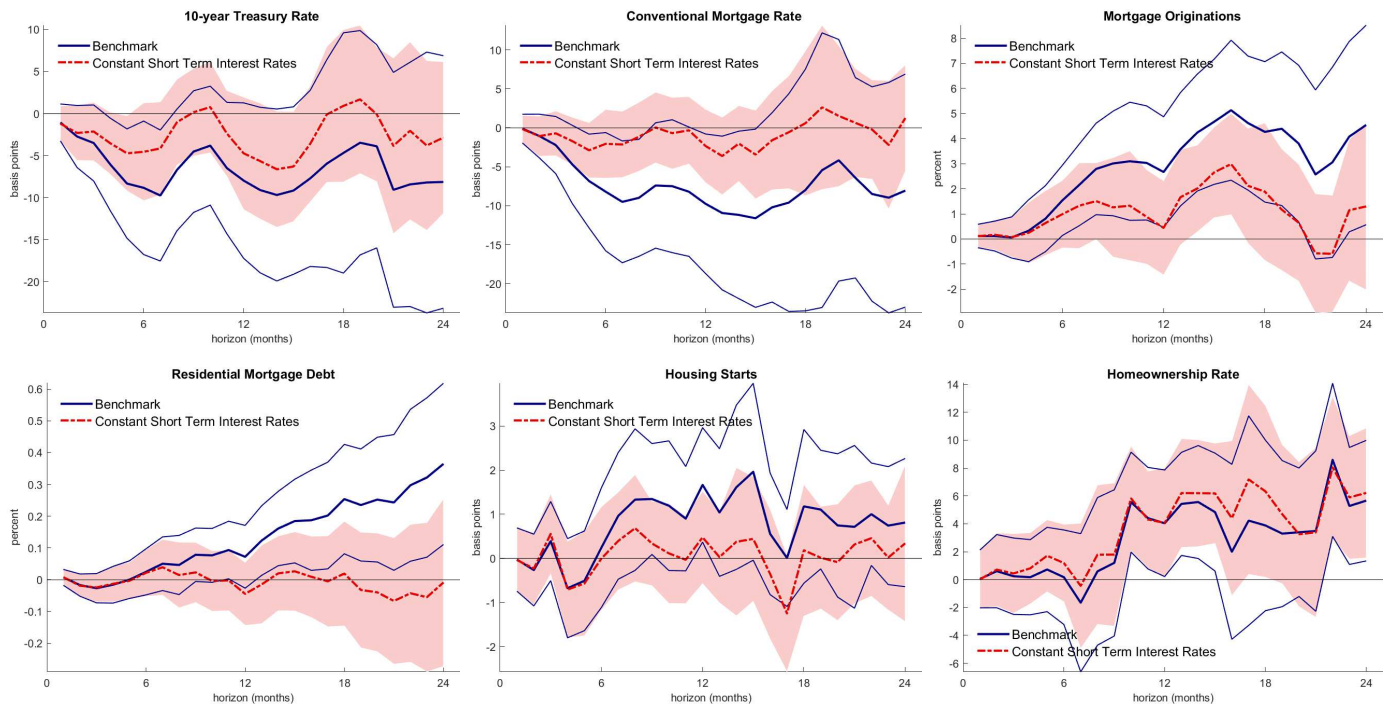 10-year Treasury Rate
10
5
0
-5
-10
-15
-20
basis points
Benchmark
Constant Short Term Interest Rates
0
6
12
18
24
horizon (months)
Conventional Mortgage Rate
10
5
0
-5
-10
-15
-20
basis points
Benchmark
Constant Short Term Interest Rates
0
6
12
18
24
horizon (months)
Mortgage Originations
8
7
6
5
4
3
2
1
0
-1
-2
percent
Benchmark
Constant Short Term Interest Rates
0
6
12
18
24
horizon (months)
Residential Mortgage Debt
0.6
0.5
0.4
0.3
0.2
0.1
0
-0.1
-0.2
percent
Benchmark
Constant Short Term Interest Rates
0
6
12
18
24
horizon (months)
Housing Starts
3
2
1
0
-1
-2
basis points
Benchmark
Constant Short Term Interest Rates
0
6
12
18
24
horizon (months)
Homeownership Rate
14
12
10
8
6
4
2
0
-2
-4
-6
basis points
Benchmark
Constant Short Term Interest Rates
0
6
12
18
24
horizon (months)